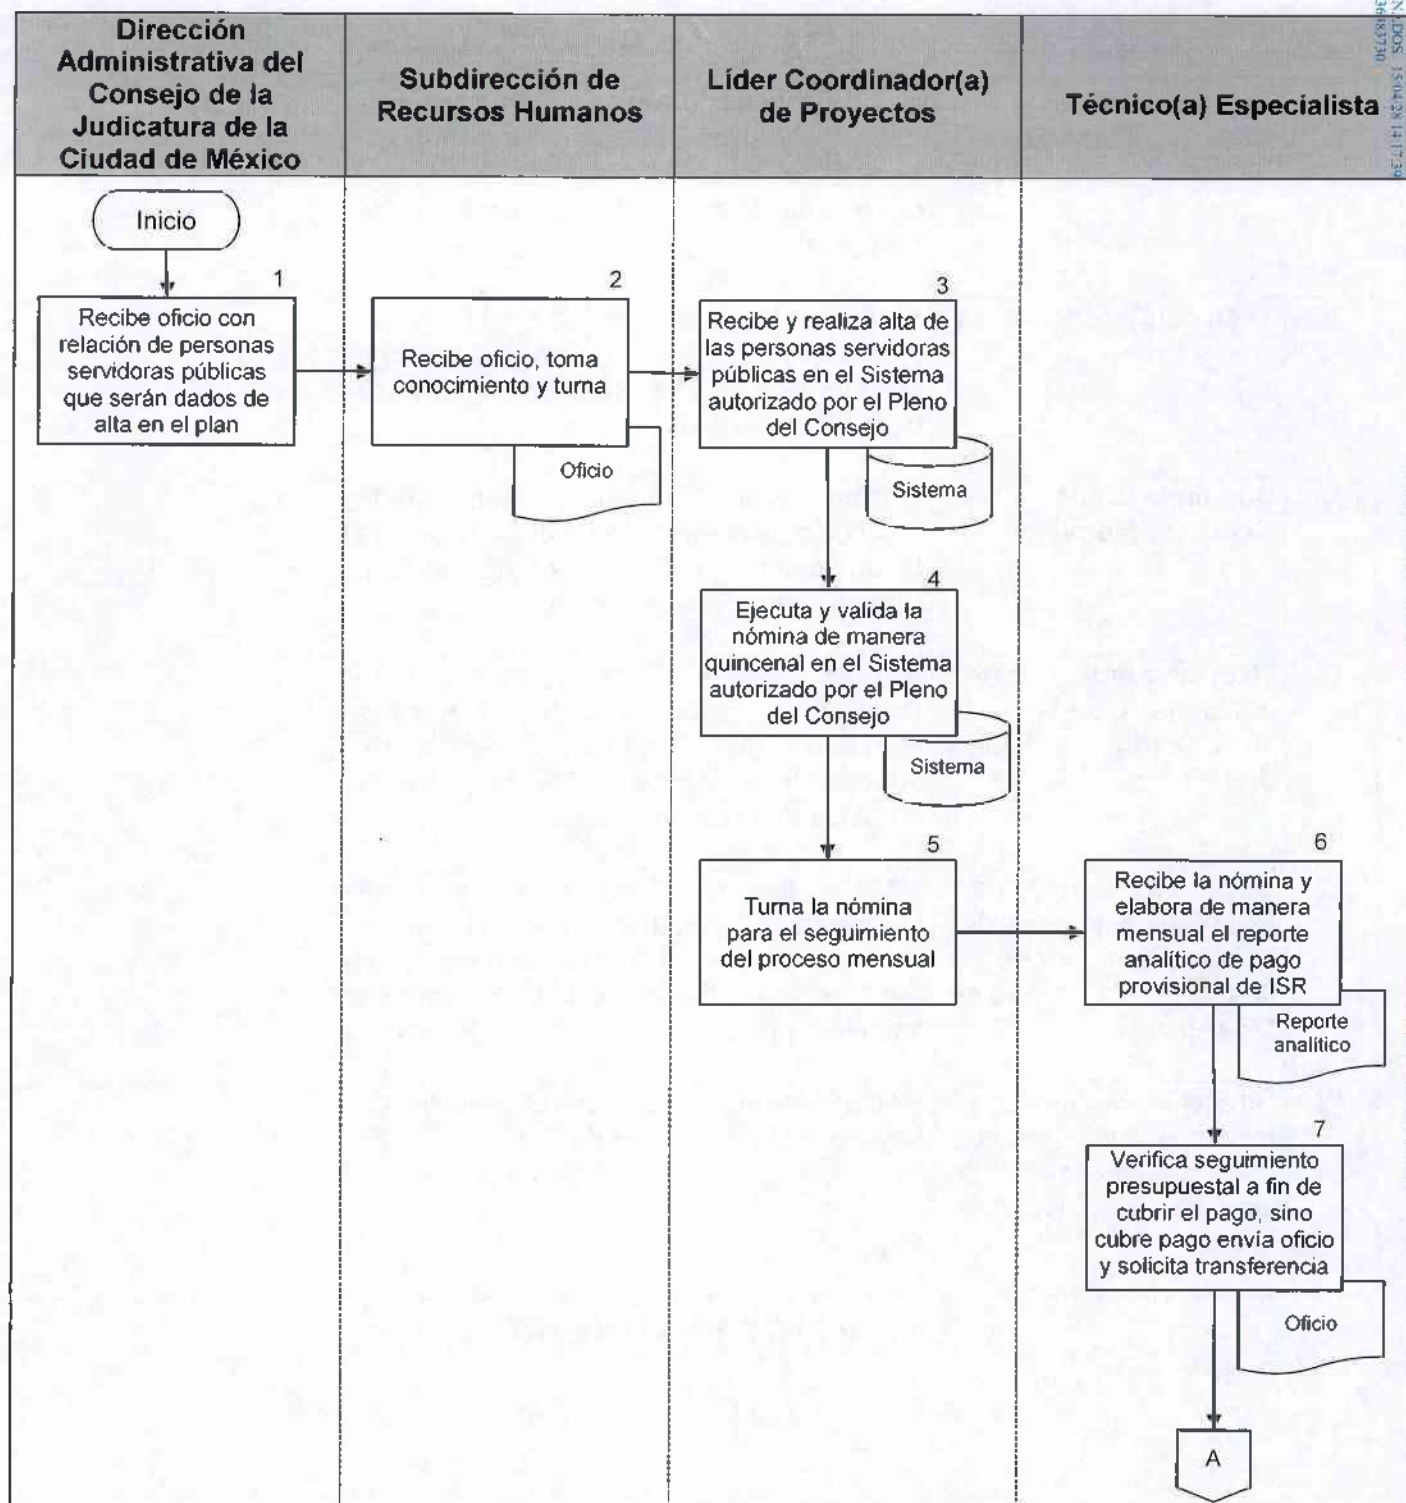 Dirección
Administrativa del
Consejo de la
Judicatura de la
Ciudad de México
Subdirección de
Recursos Humanos
Líder Coordinador(a)
de Proyectos
Técnico(a) Especialista
Inicio
1
Recibe oficio con
relación de personas
servidoras públicas
que serán dados de
alta en el plan
2
Recibe oficio, toma
conocimiento y turna
Oficio
3
Recibe y realiza alta de
las personas servidoras
públicas en el Sistema
autorizado por el Pleno
del Consejo
Sistema
4
Ejecuta y valida la
nómina de manera
quincenal en el Sistema
autorizado por el Pleno
del Consejo
Sistema
5
Turna la nómina
para el seguimiento
del proceso mensual
6
Recibe la nómina y
elabora de manera
mensual el reporte
analítico de pago
provisional de ISR
Reporte
analítico
7
Verifica seguimiento
presupuestal a fin de
cubrir el pago, sino
cubre pago envía oficio
y solicita transferencia
Oficio
A